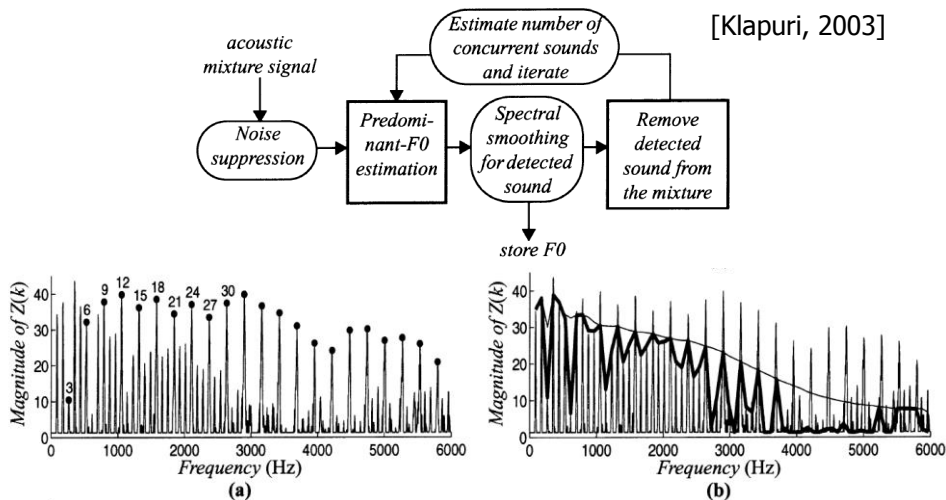 [Klapuri, 2003]
acoustic
mixture signal
Estimate number of
concurrent sounds
and iterate
Noise
suppression
Predomi-
nant-F0
estimation
Spectral
smoothing
for detected
sound
Remove
detected
sound from
the mixture
store F0
Magnitude of Z(k)
40
30
20
10
0
3
6
9
12
15
18
21
24
27
30
0 1000 2000 3000 4000 5000 6000
Frequency (Hz)
(a)
Magnitude of Z(k)
40
30
20
10
0
0 1000 2000 3000 4000 5000 6000
Frequency (Hz)
(b)